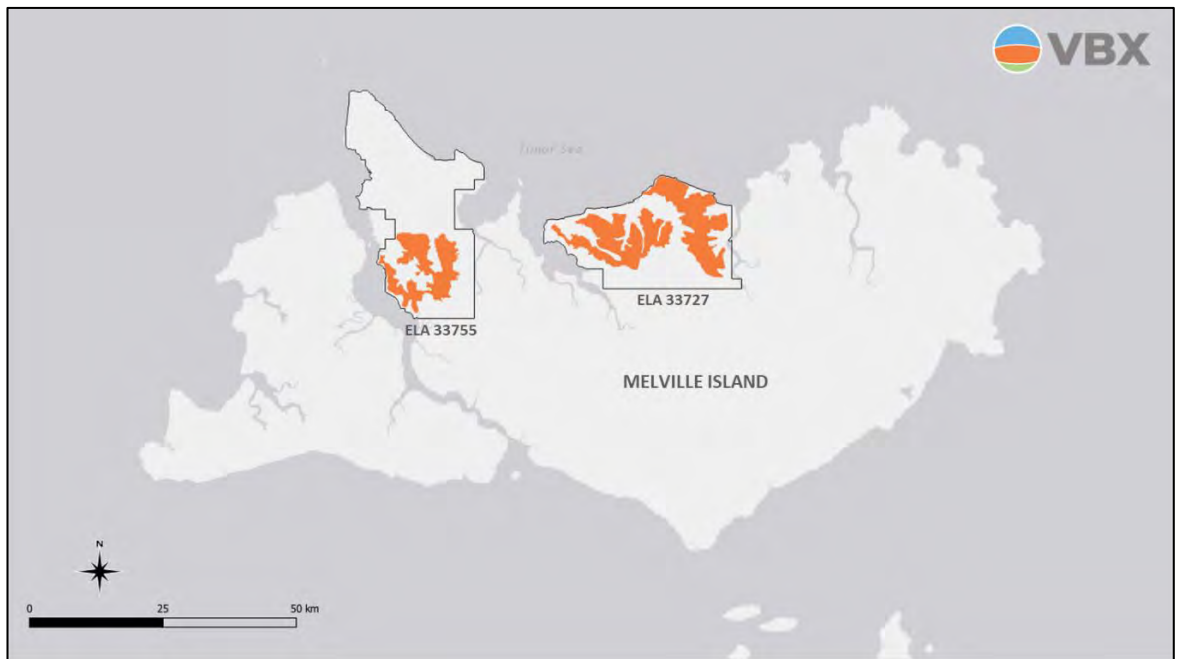 VBX
Timor Sea
ELA 33727
ELA 33755
MELVILLE ISLAND
N
0 25 50 km